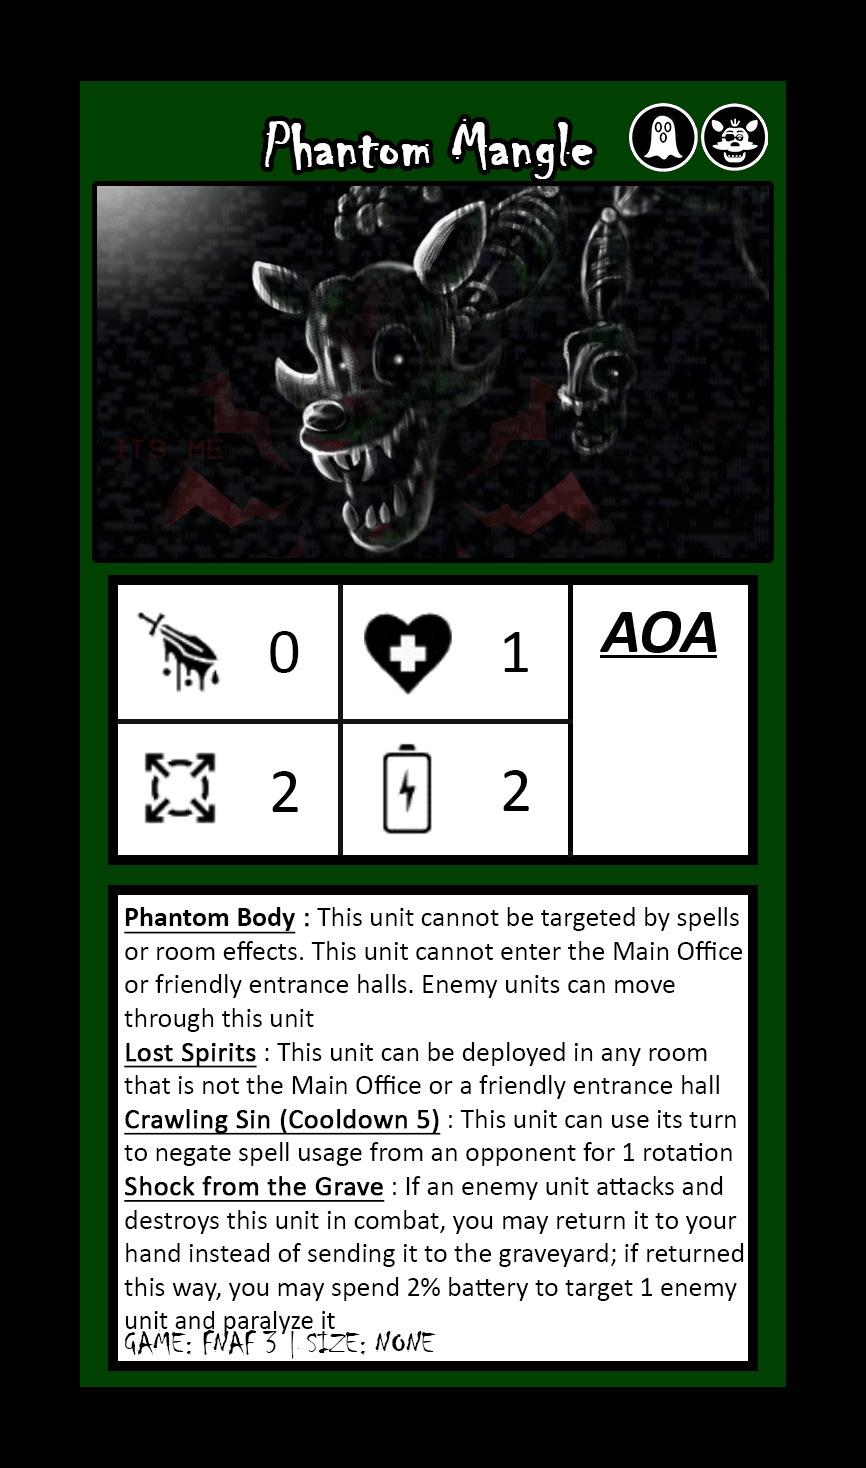 Phantom Mangle
ITS ME
0
1
AOA
2
2
Phantom Body : This unit cannot be targeted by spells
or room effects. This unit cannot enter the Main Office
or friendly entrance halls. Enemy units can move
through this unit
Lost Spirits : This unit can be deployed in any room
that is not the Main Office or a friendly entrance hall
Crawling Sin (Cooldown 5) : This unit can use its turn
to negate spell usage from an opponent for 1 rotation
Shock from the Grave : If an enemy unit attacks and
destroys this unit in combat, you may return it to your
hand instead of sending it to the graveyard; if returned
this way, you may spend 2% battery to target 1 enemy
unit and paralyze it
GAME: FNAF 3 | SIZE: NONE